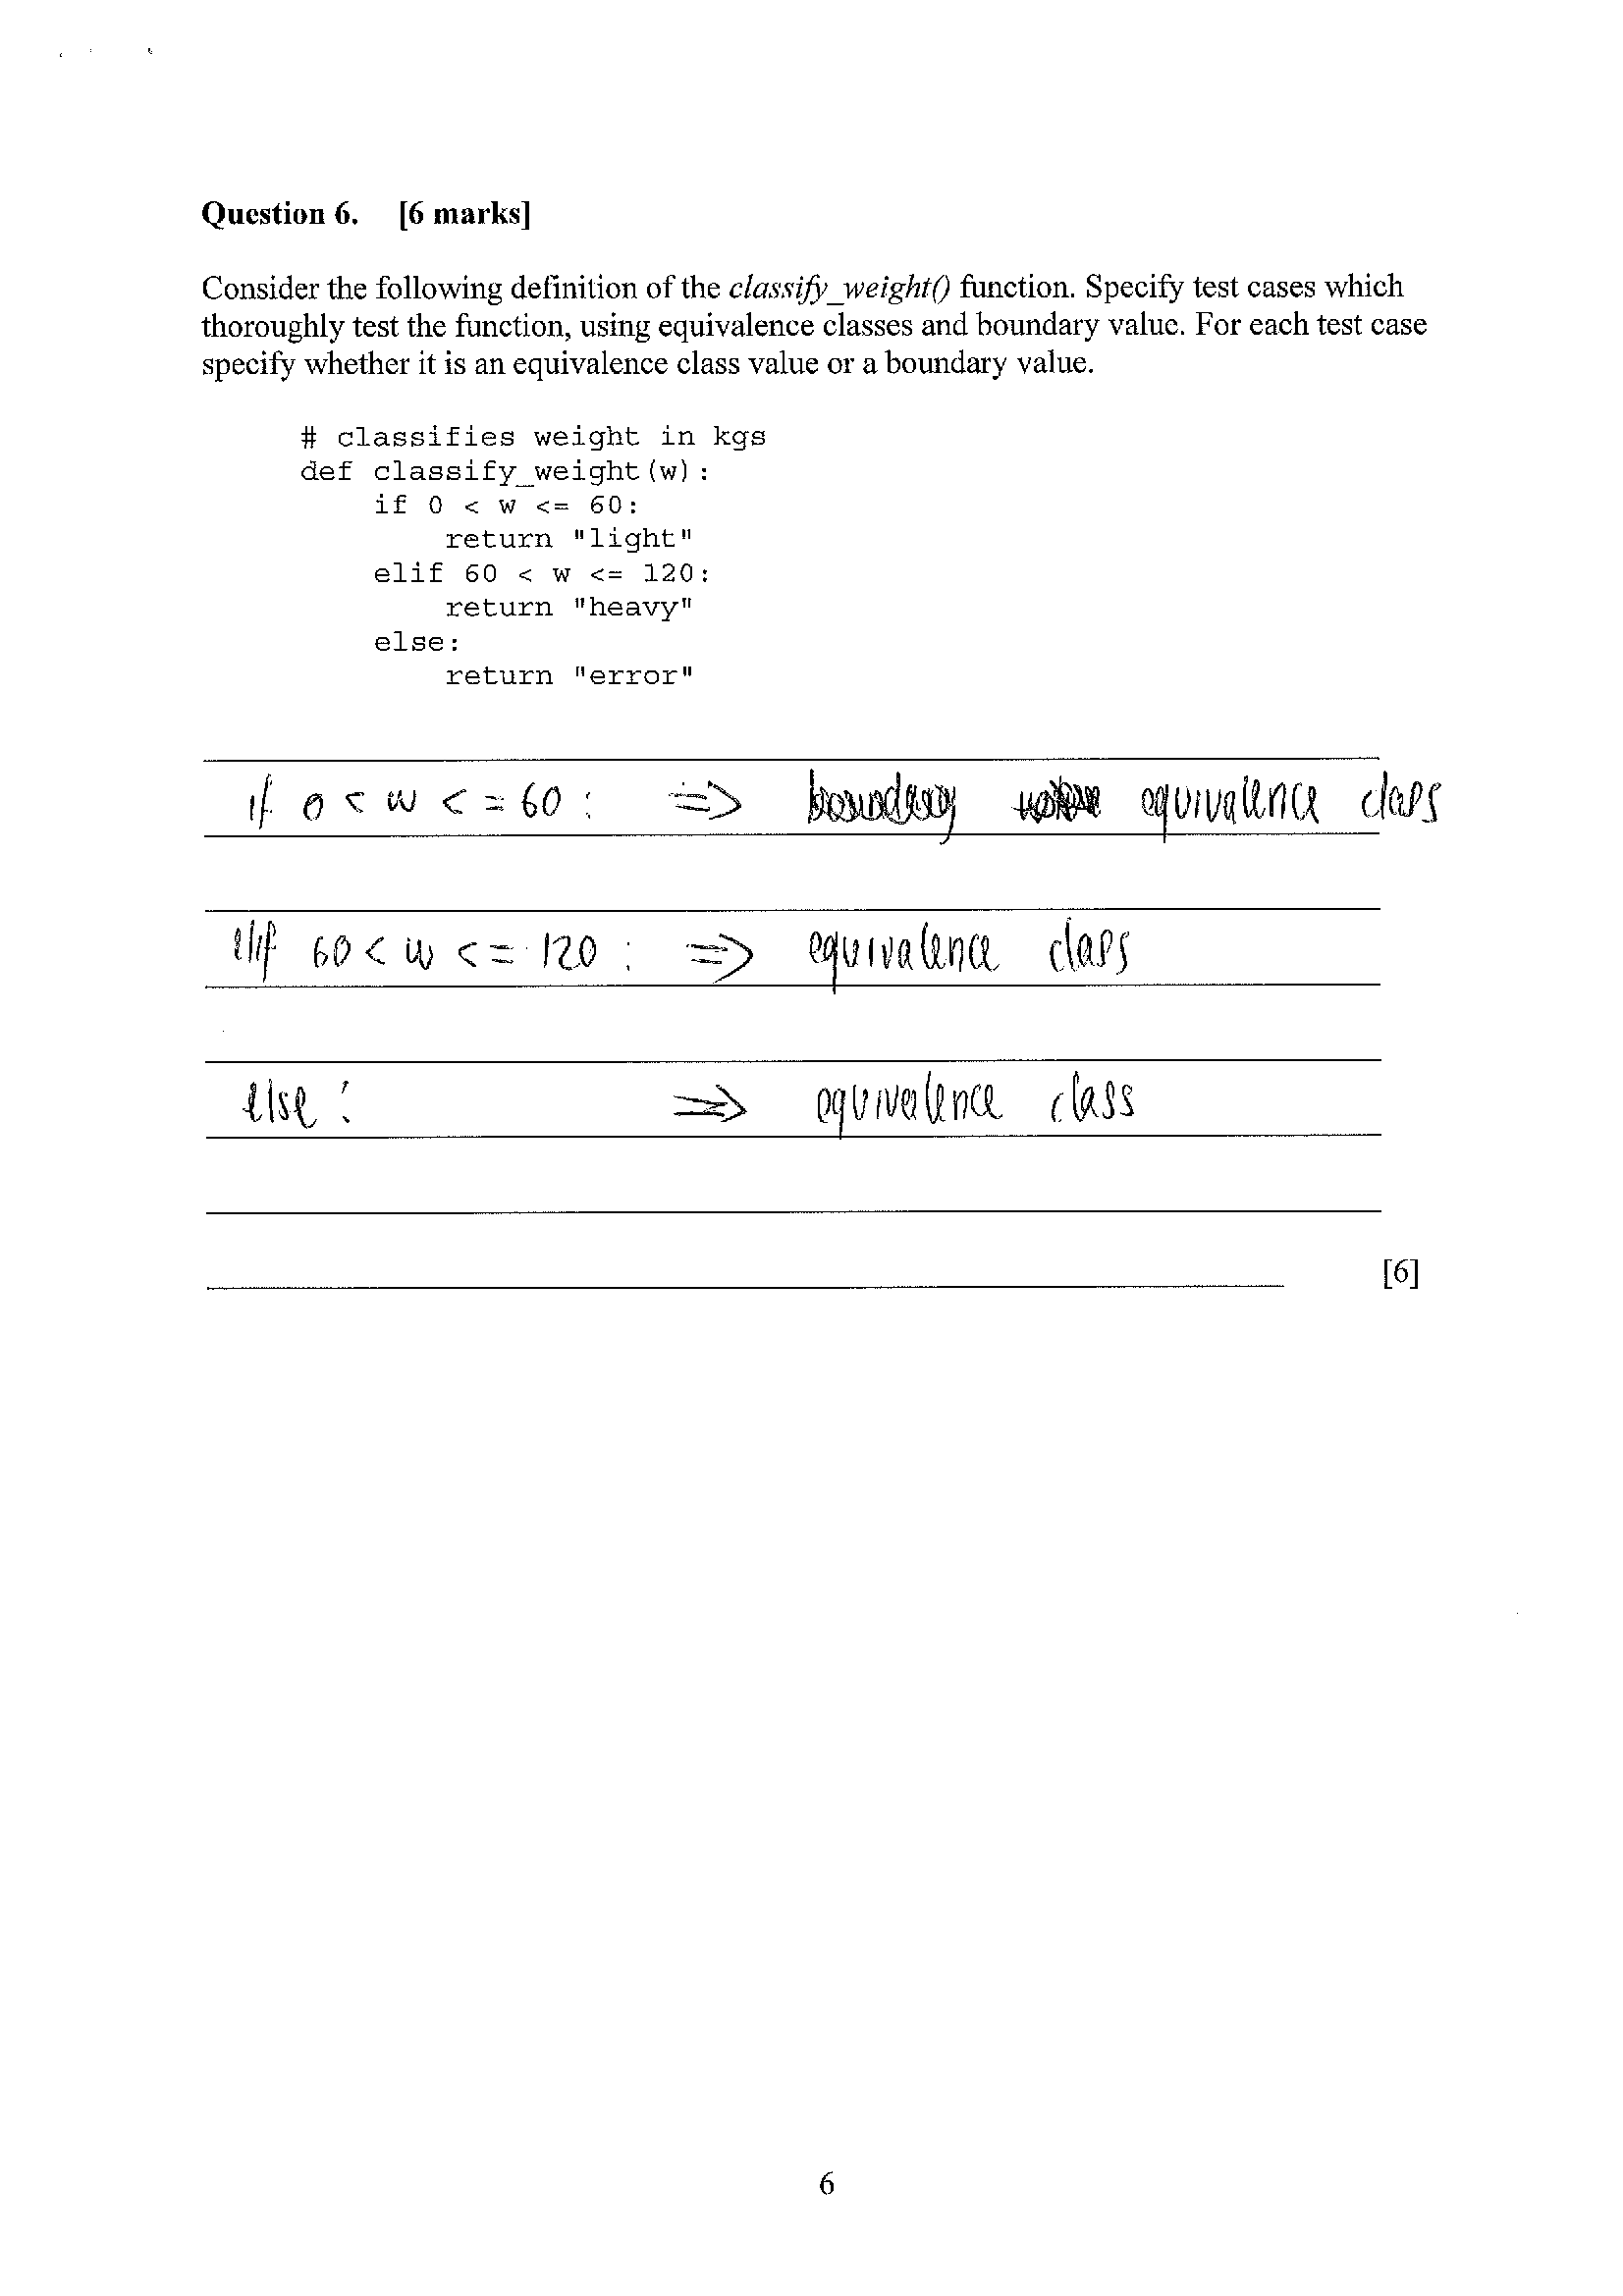 Question 6. [6 marks]
Consider the following definition of the classify_weight() function. Specify test cases which
thoroughly test the function, using equivalence classes and boundary value. For each test case
specify whether it is an equivalence class value or a boundary value.
# classifies weight in kgs
def classify_weight(w):
    if 0 < w <= 60:
        return "light"
    elif 60 < w <= 120:
        return "heavy"
    else:
        return "error"
if 0 < w <= 60 : => boundary equivalence class
elif 60 < w <= 120 : => equivalence class
else : => equivalence class
[6]
6